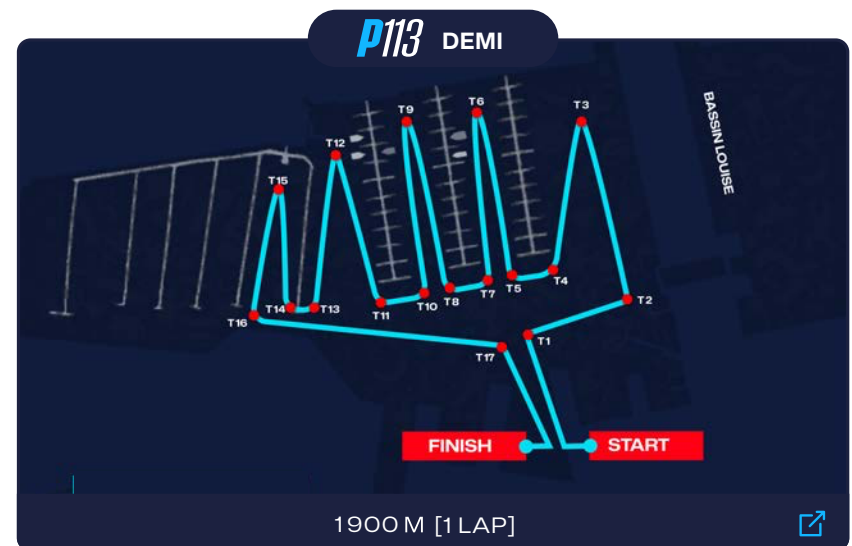 P113 DEMI
T9
T6
T3
T12
BASSIN LOUISE
T15
T4
T5
T7
T8
T10
T2
T14
T13
T11
T16
T1
T17
FINISH
START
1900 M [1 LAP]